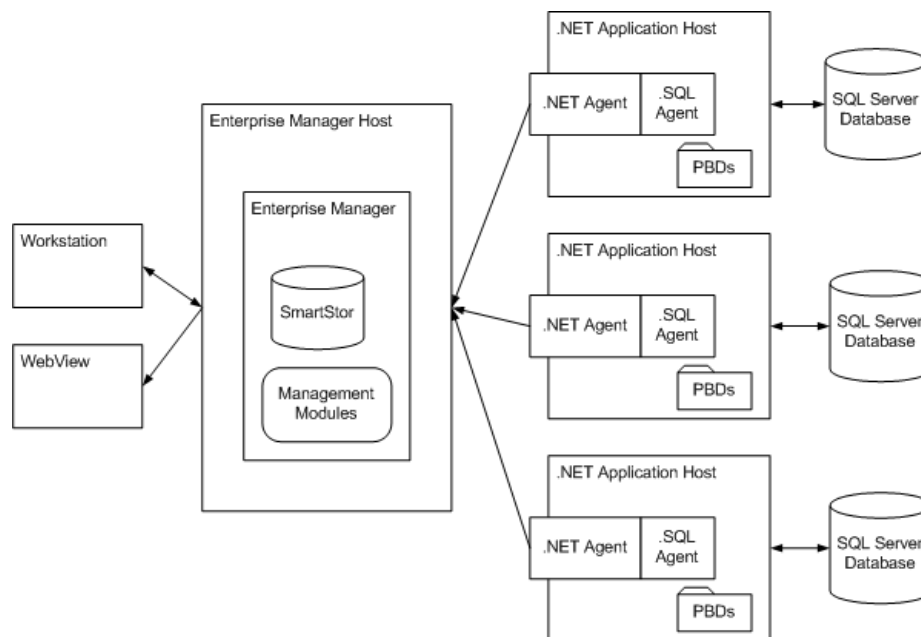 .NET Application Host
.NET Agent
.SQL
Agent
PBDs
SQL Server
Database
Enterprise Manager Host
Enterprise Manager
SmartStor
Management
Modules
Workstation
WebView
.NET Application Host
.NET Agent
.SQL
Agent
PBDs
SQL Server
Database
.NET Application Host
.NET Agent
.SQL
Agent
PBDs
SQL Server
Database